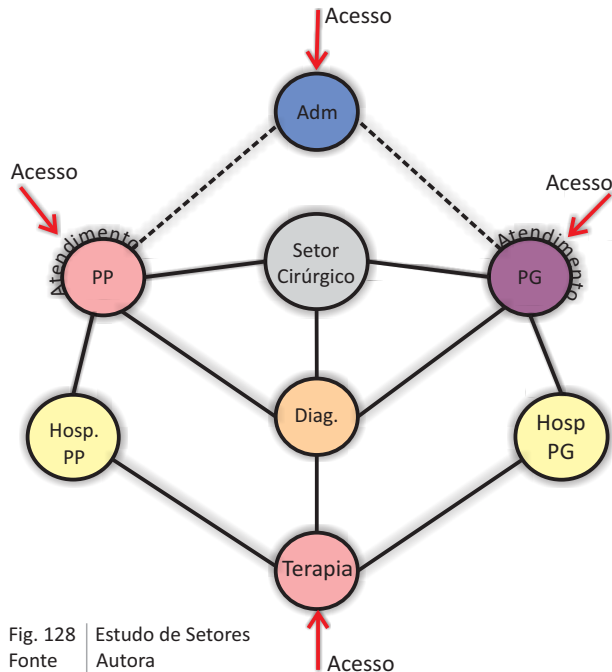 Acesso
Adm
Acesso
Acesso
Atendimento
PP
Setor
Cirúrgico
Atendimento
PG
Hosp.
PP
Diag.
Hosp
PG
Terapia
Acesso
Fig. 128 | Estudo de Setores
Fonte | Autora